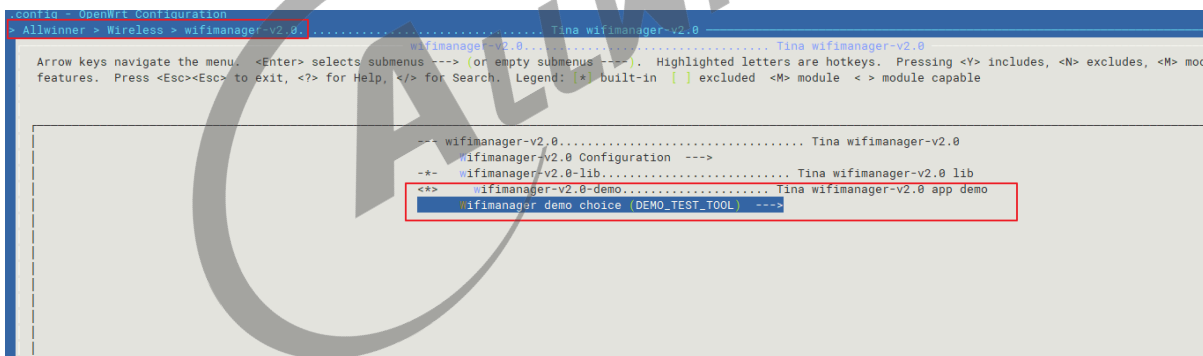 .config - OpenWrt Configuration
> Allwinner > Wireless > wifimanager-v2.0.................................. Tina wifimanager-v2.0
wifimanager-v2.0.................................. Tina wifimanager-v2.0
Arrow keys navigate the menu. <Enter> selects submenus ---> (or empty submenus ----). Highlighted letters are hotkeys. Pressing <Y> includes, <N> excludes, <M> mod
features. Press <Esc><Esc> to exit, <?> for Help, </> for Search. Legend: [*] built-in [ ] excluded <M> module < > module capable
--- wifimanager-v2.0.................................. Tina wifimanager-v2.0
Wifimanager-v2.0 Configuration --->
-*- wifimanager-v2.0-lib.......................... Tina wifimanager-v2.0 lib
<*> wifimanager-v2.0-demo..................... Tina wifimanager-v2.0 app demo
Wifimanager demo choice (DEMO_TEST_TOOL) --->